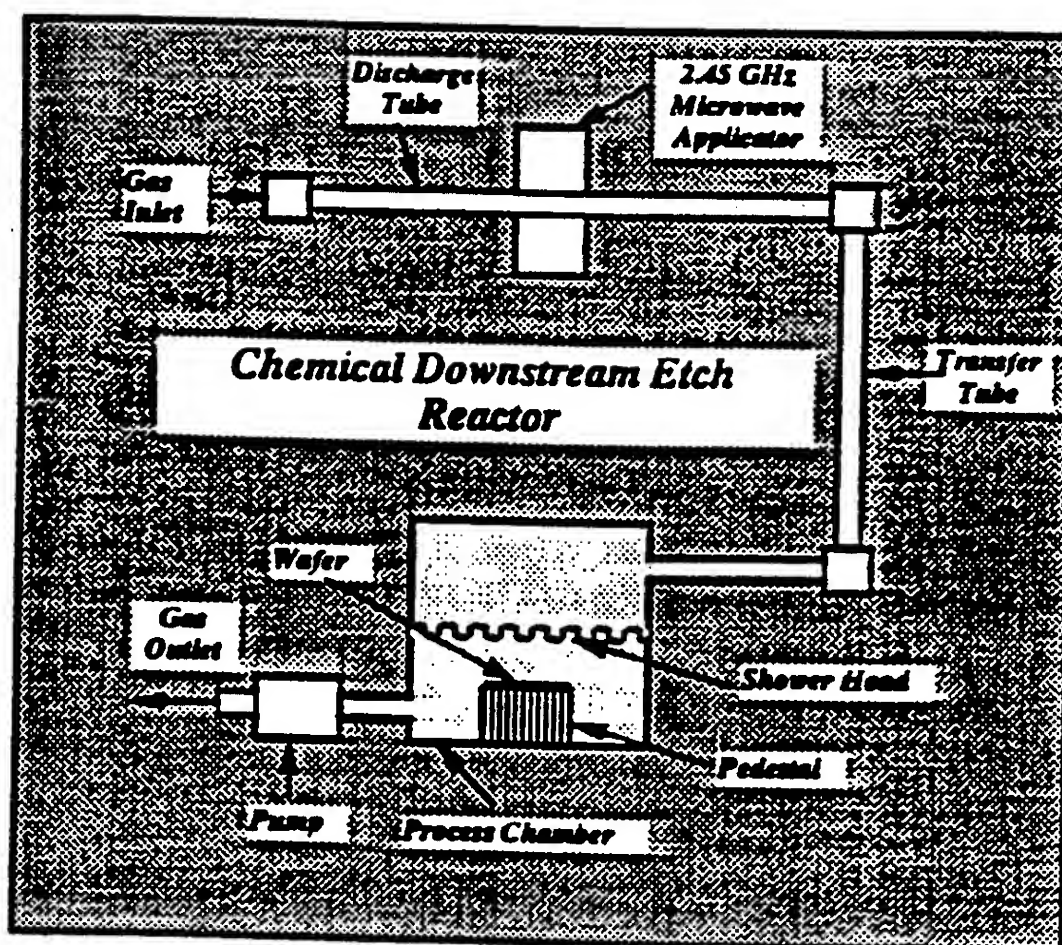 Discharge
Tube
2.45 GHz
Microwave
Applicator
Gas
Inlet
Chemical Downstream Etch
Reactor
Transfer
Tube
Wafer
Gas
Outlet
Shower Head
Pedestal
Pump
Process Chamber